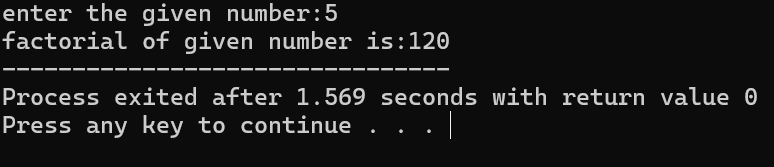 enter the given number:5
factorial of given number is:120
--------------------------------
Process exited after 1.569 seconds with return value 0
Press any key to continue . . .